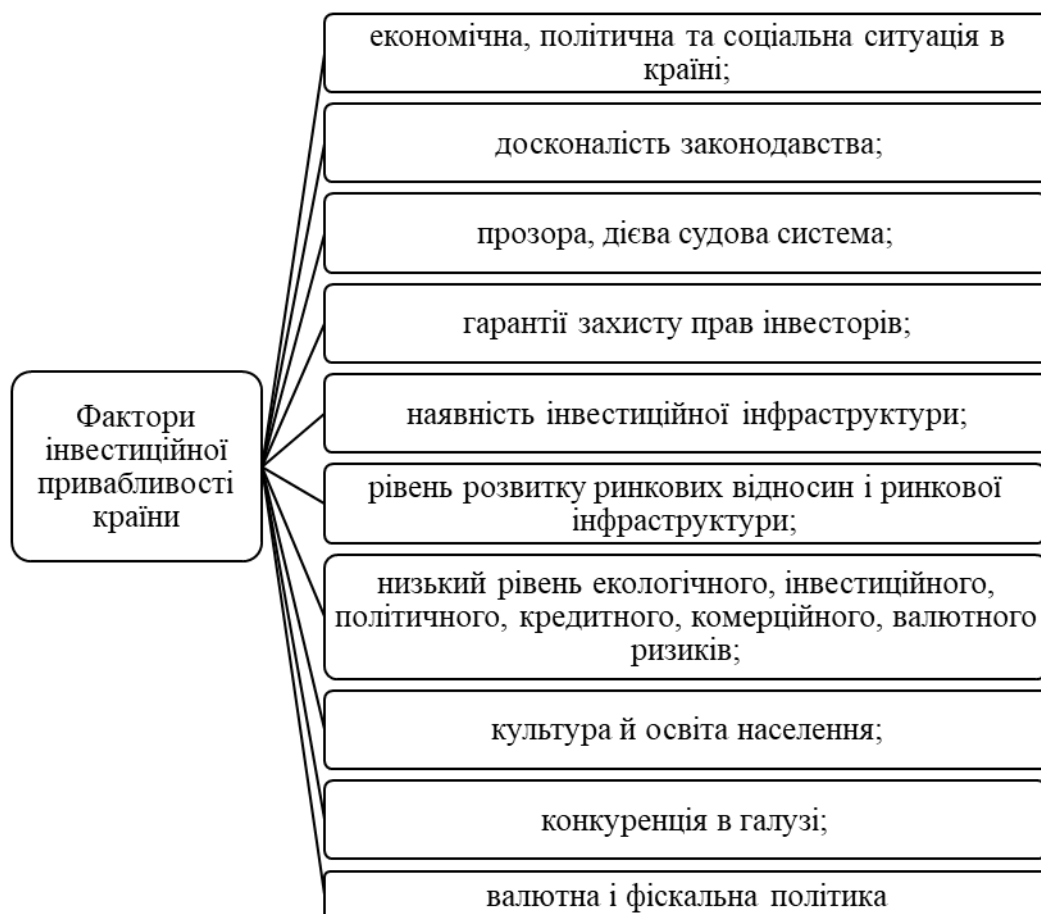 економічна, політична та соціальна ситуація в
країні;
досконалість законодавства;
прозора, дієва судова система;
гарантії захисту прав інвесторів;
Фактори
інвестиційної
привабливості
країни
наявність інвестиційної інфраструктури;
рівень розвитку ринкових відносин і ринкової
інфраструктури;
низький рівень екологічного, інвестиційного,
політичного, кредитного, комерційного, валютного
ризиків;
культура й освіта населення;
конкуренція в галузі;
валютна і фіскальна політика